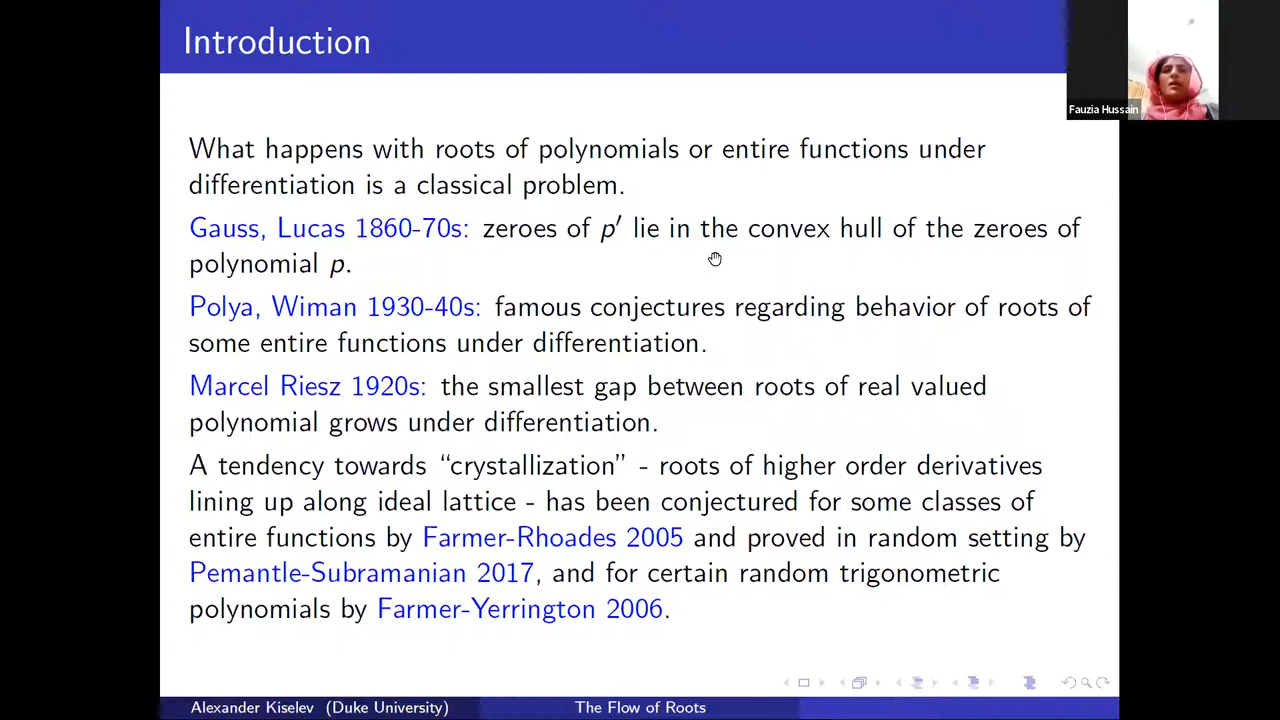 Introduction
Fauzia Hussain
What happens with roots of polynomials or entire functions under
differentiation is a classical problem.
Gauss, Lucas 1860-70s: zeroes of p′ lie in the convex hull of the zeroes of
polynomial p.
Polya, Wiman 1930-40s: famous conjectures regarding behavior of roots of
some entire functions under differentiation.
Marcel Riesz 1920s: the smallest gap between roots of real valued
polynomial grows under differentiation.
A tendency towards “crystallization” - roots of higher order derivatives
lining up along ideal lattice - has been conjectured for some classes of
entire functions by Farmer-Rhoades 2005 and proved in random setting by
Pemantle-Subramanian 2017, and for certain random trigonometric
polynomials by Farmer-Yerrington 2006.
Alexander Kiselev (Duke University) The Flow of Roots